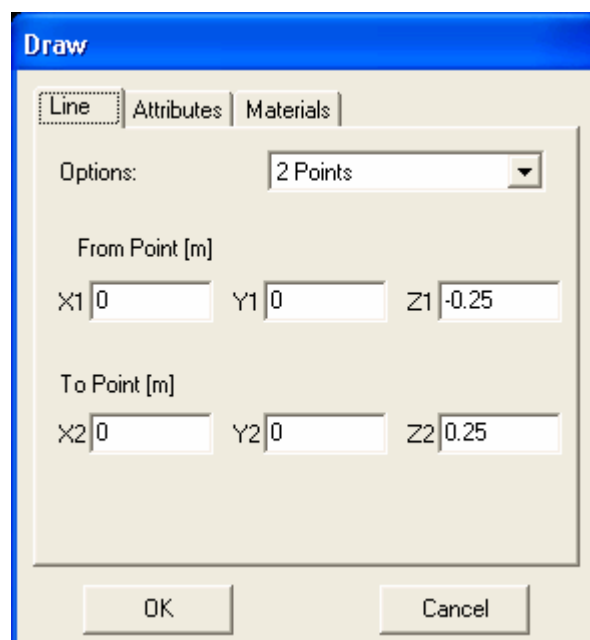 Draw
Line Attributes Materials
Options: 2 Points
From Point [m]
X1 0 Y1 0 Z1 -0.25
To Point [m]
X2 0 Y2 0 Z2 0.25
OK Cancel